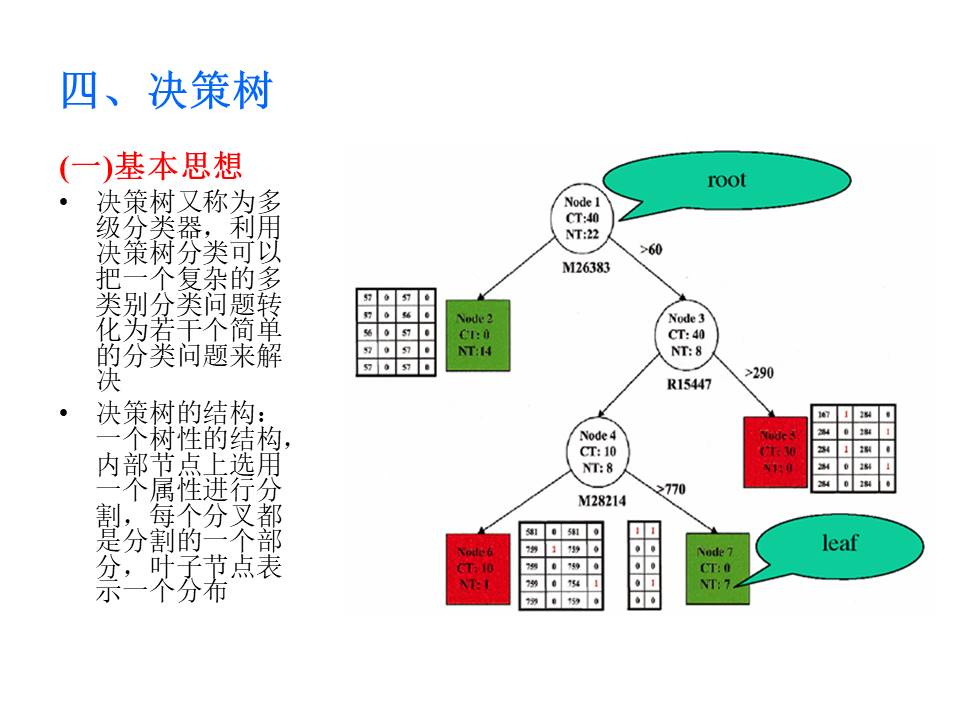 四、决策树
(一)基本思想
• 决策树又称为多
级分类器，利用
决策树分类可以
把一个复杂的多
类别分类问题转
化为若干个简单
的分类问题来解
决
• 决策树的结构：
一个树性的结构，
内部节点上选用
一个属性进行分
割，每个分叉都
是分割的一个部
分，叶子节点表
示一个分布
root
Node 1
CT:40
NT:22
>60
M26383
57 0 57 0
57 0 56 0
56 0 57 0
57 0 57 0
57 0 57 0
Node 2
CT: 0
NT:14
Node 3
CT: 40
NT: 8
>290
R15447
Node 4
CT: 10
NT: 8
>770
M28214
Node 5
CT: 30
NT: 0
167 1 284 0
284 0 284 1
284 1 284 0
284 0 284 1
284 0 284 0
Node 6
CT: 10
NT: 1
581 0 581 0
759 1 759 0
759 0 759 0
759 0 754 1
759 0 759 0
1 1
0 0
0 0
0 1
0 0
Node 7
CT: 0
NT: 7
leaf